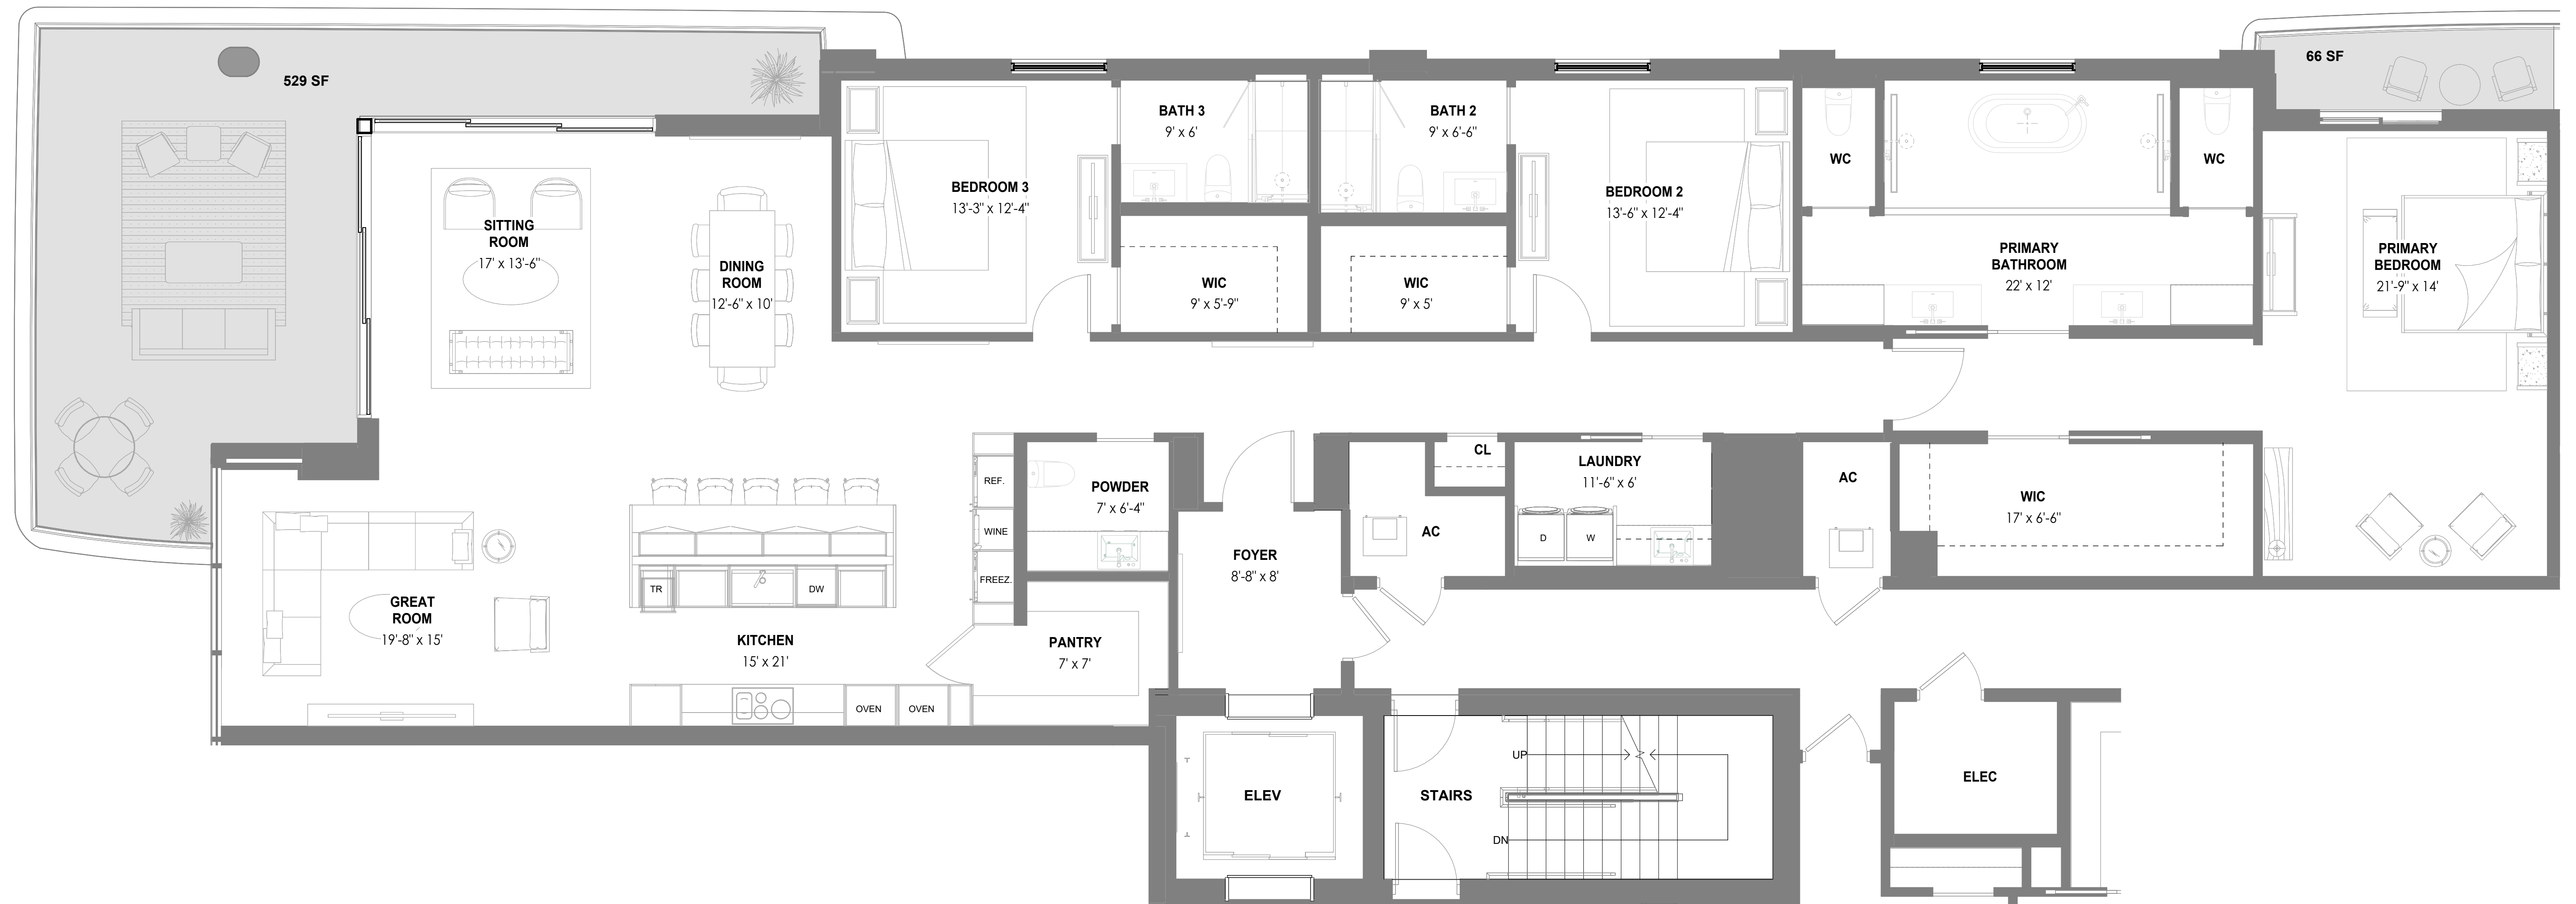 529 SF
66 SF
BATH 3
9' x 6'
BATH 2
9' x 6'-6"
WC
WC
BEDROOM 3
13'-3" x 12'-4"
BEDROOM 2
13'-6" x 12'-4"
SITTING
ROOM
17' x 13'-6"
DINING
ROOM
12'-6" x 10'
WIC
9' x 5'-9"
WIC
9' x 5'
PRIMARY
BATHROOM
22' x 12'
PRIMARY
BEDROOM
21'-9" x 14'
REF.
WINE
FREEZ.
POWDER
7' x 6'-4"
CL
LAUNDRY
11'-6" x 6'
AC
WIC
17' x 6'-6"
AC
D
W
FOYER
8'-8" x 8'
TR
DW
GREAT
ROOM
19'-8" x 15'
KITCHEN
15' x 21'
PANTRY
7' x 7'
OVEN
OVEN
ELEV
STAIRS
UP
DN
ELEC